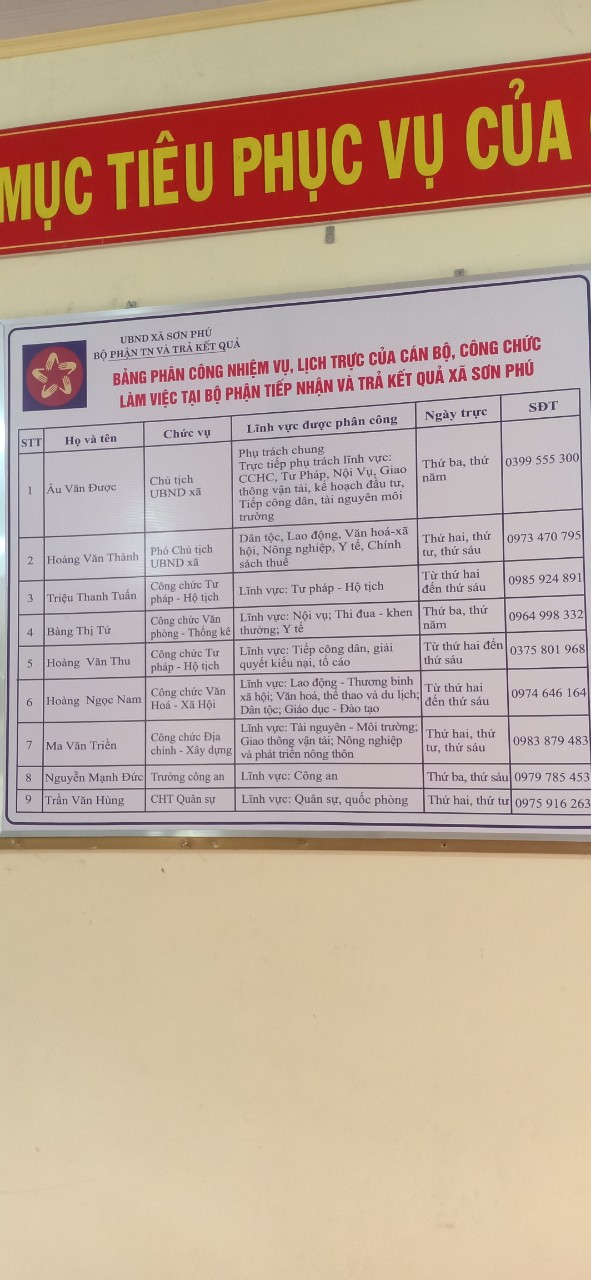 MỤC TIÊU PHỤC VỤ CỦA
UBND XÃ SƠN PHÚ
BỘ PHẬN TN VÀ TRẢ KẾT QUẢ
BẢNG PHÂN CÔNG NHIỆM VỤ, LỊCH TRỰC CỦA CÁN BỘ, CÔNG CHỨC
LÀM VIỆC TẠI BỘ PHẬN TIẾP NHẬN VÀ TRẢ KẾT QUẢ XÃ SƠN PHÚ
STT Họ và tên Chức vụ Lĩnh vực được phân công Ngày trực SĐT
1 Âu Văn Được Chủ tịch
UBND xã
Phụ trách chung
Trực tiếp phụ trách lĩnh vực:
CCHC, Tư Pháp, Nội Vụ, Giao
thông vận tải, kế hoạch đầu tư,
Tiếp công dân, tài nguyên môi
trường
Thứ ba, thứ
năm
0399 555 300
2 Hoàng Văn Thành Phó Chủ tịch
UBND xã
Dân tộc, Lao động, Văn hoá-xã
hội, Nông nghiệp, Y tế, Chính
sách thuế
Thứ hai, thứ
tư, thứ sáu
0973 470 795
3 Triệu Thanh Tuấn Công chức Tư
pháp - Hộ tịch
Lĩnh vực: Tư pháp - Hộ tịch
Từ thứ hai
đến thứ sáu
0985 924 891
4 Bàng Thị Tứ Công chức Văn
phòng - Thống kê
Lĩnh vực: Nội vụ; Thi đua - khen
thưởng; Y tế
Thứ ba, thứ
năm
0964 998 332
5 Hoàng Văn Thu Công chức Tư
pháp - Hộ tịch
Lĩnh vực: Tiếp công dân, giải
quyết kiếu nại, tố cáo
Từ thứ hai đến
thứ sáu
0375 801 968
6 Hoàng Ngọc Nam Công chức Văn
Hoá - Xã Hội
Lĩnh vực: Lao động - Thương binh
xã hội; Văn hoá, thể thao và du lịch;
Dân tộc; Giáo dục - Đào tạo
Từ thứ hai
đến thứ sáu
0974 646 164
7 Ma Văn Triển Công chức Địa
chính - Xây dựng
Lĩnh vực: Tài nguyên - Môi trường;
Giao thông vận tải; Nông nghiệp
và phát triển nông thôn
Thứ hai, thứ
tư, thứ sáu
0983 879 483
8 Nguyễn Mạnh Đức Trưởng công an Lĩnh vực: Công an Thứ ba, thứ sáu 0979 785 453
9 Trần Văn Hùng CHT Quân sự Lĩnh vực: Quân sự, quốc phòng Thứ hai, thứ tư 0975 916 263